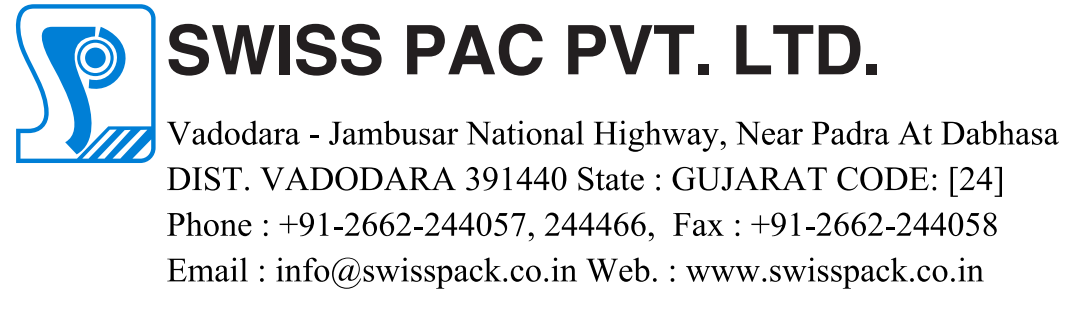 SWISS PAC PVT. LTD.
Vadodara - Jambusar National Highway, Near Padra At Dabhasa
DIST. VADODARA 391440 State : GUJARAT CODE: [24]
Phone : +91-2662-244057, 244466,  Fax : +91-2662-244058
Email : info@swisspack.co.in Web. : www.swisspack.co.in